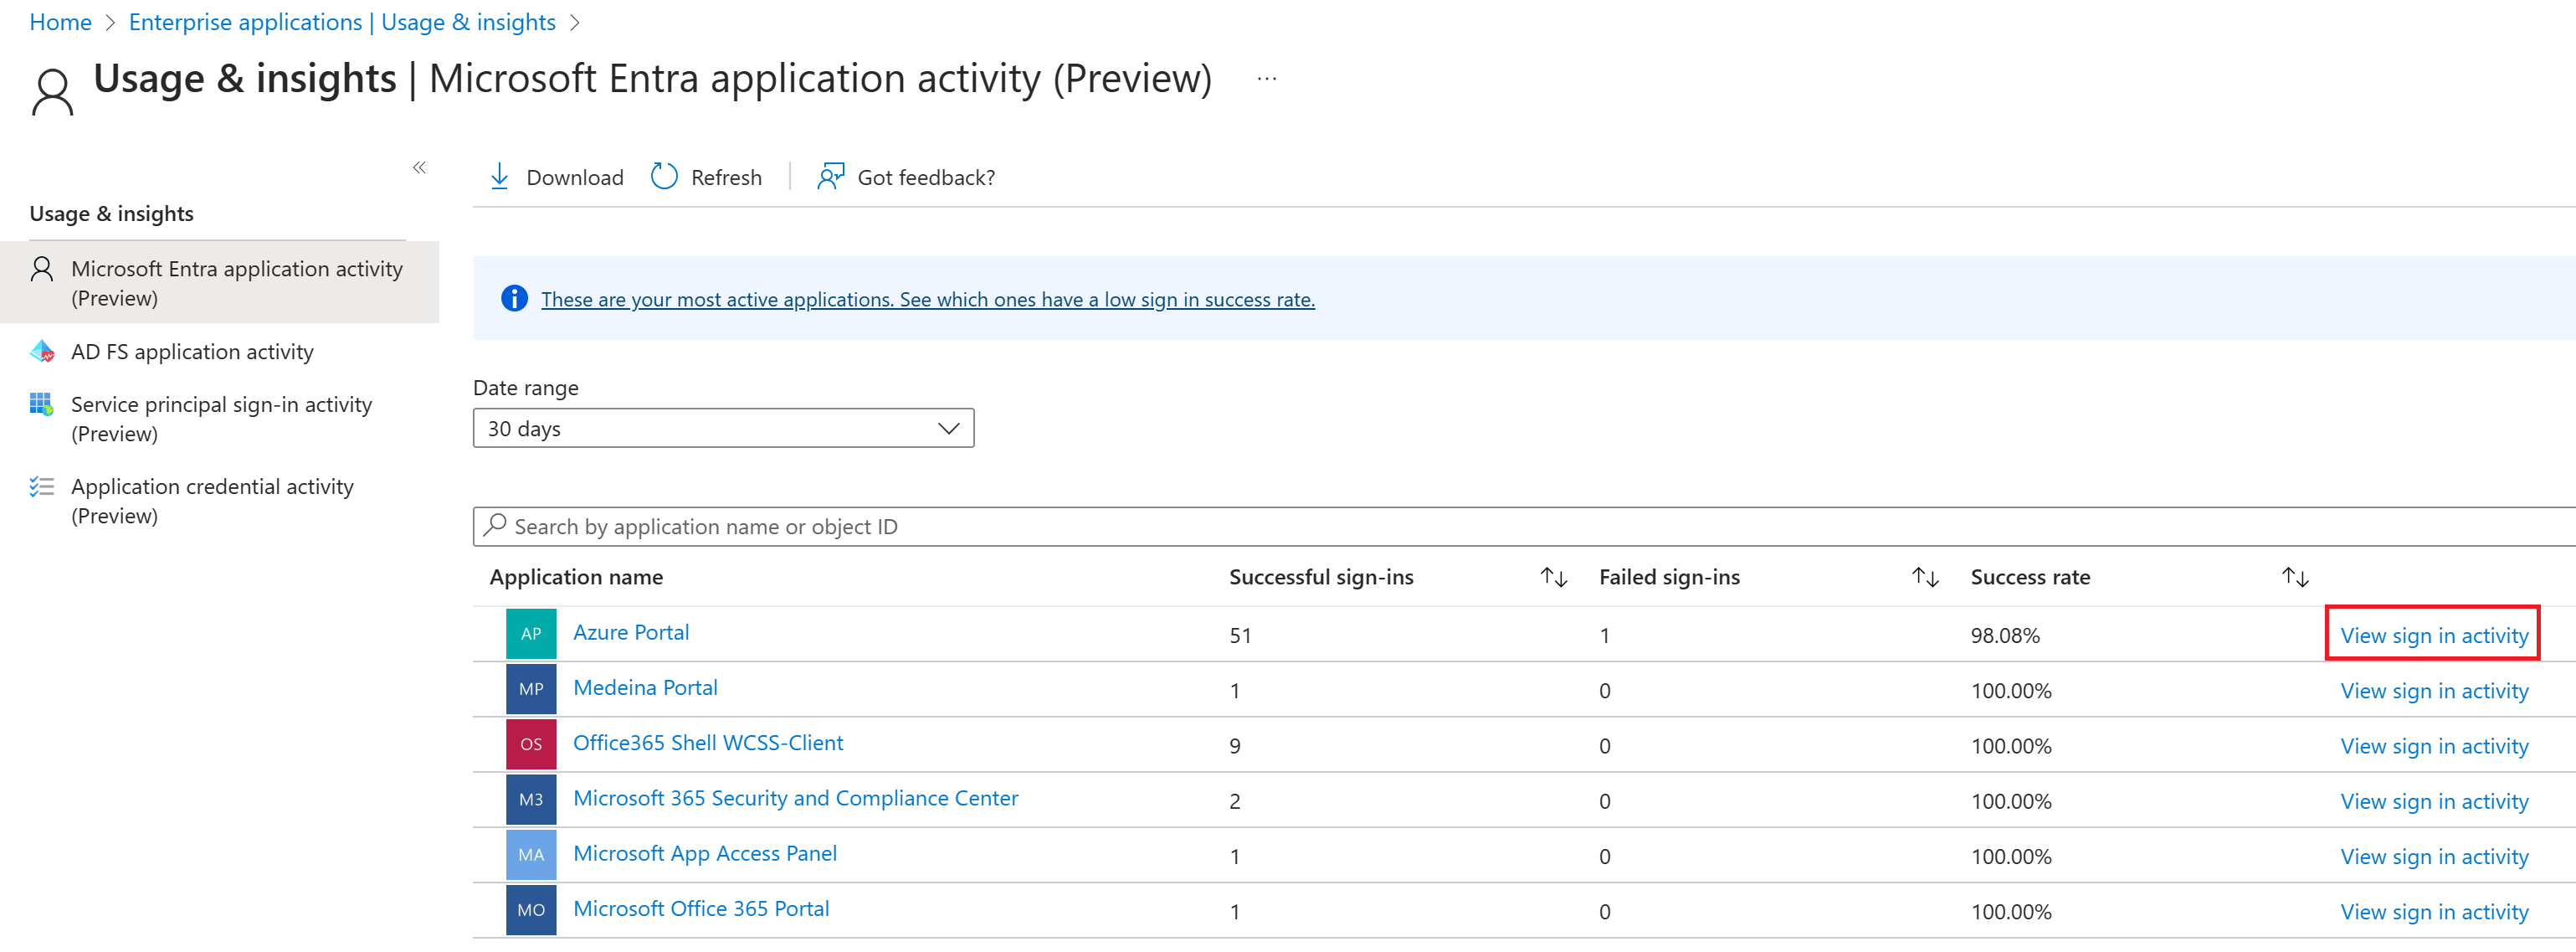 Home > Enterprise applications | Usage & insights >
Usage & insights | Microsoft Entra application activity (Preview) ...
«
Download Refresh | Got feedback?
Usage & insights
Microsoft Entra application activity
(Preview)
AD FS application activity
Service principal sign-in activity
(Preview)
Application credential activity
(Preview)
These are your most active applications. See which ones have a low sign in success rate.
Date range
30 days
Search by application name or object ID
Application name Successful sign-ins Failed sign-ins Success rate
AP Azure Portal 51 1 98.08% View sign in activity
MP Medeina Portal 1 0 100.00% View sign in activity
OS Office365 Shell WCSS-Client 9 0 100.00% View sign in activity
M3 Microsoft 365 Security and Compliance Center 2 0 100.00% View sign in activity
MA Microsoft App Access Panel 1 0 100.00% View sign in activity
MO Microsoft Office 365 Portal 1 0 100.00% View sign in activity